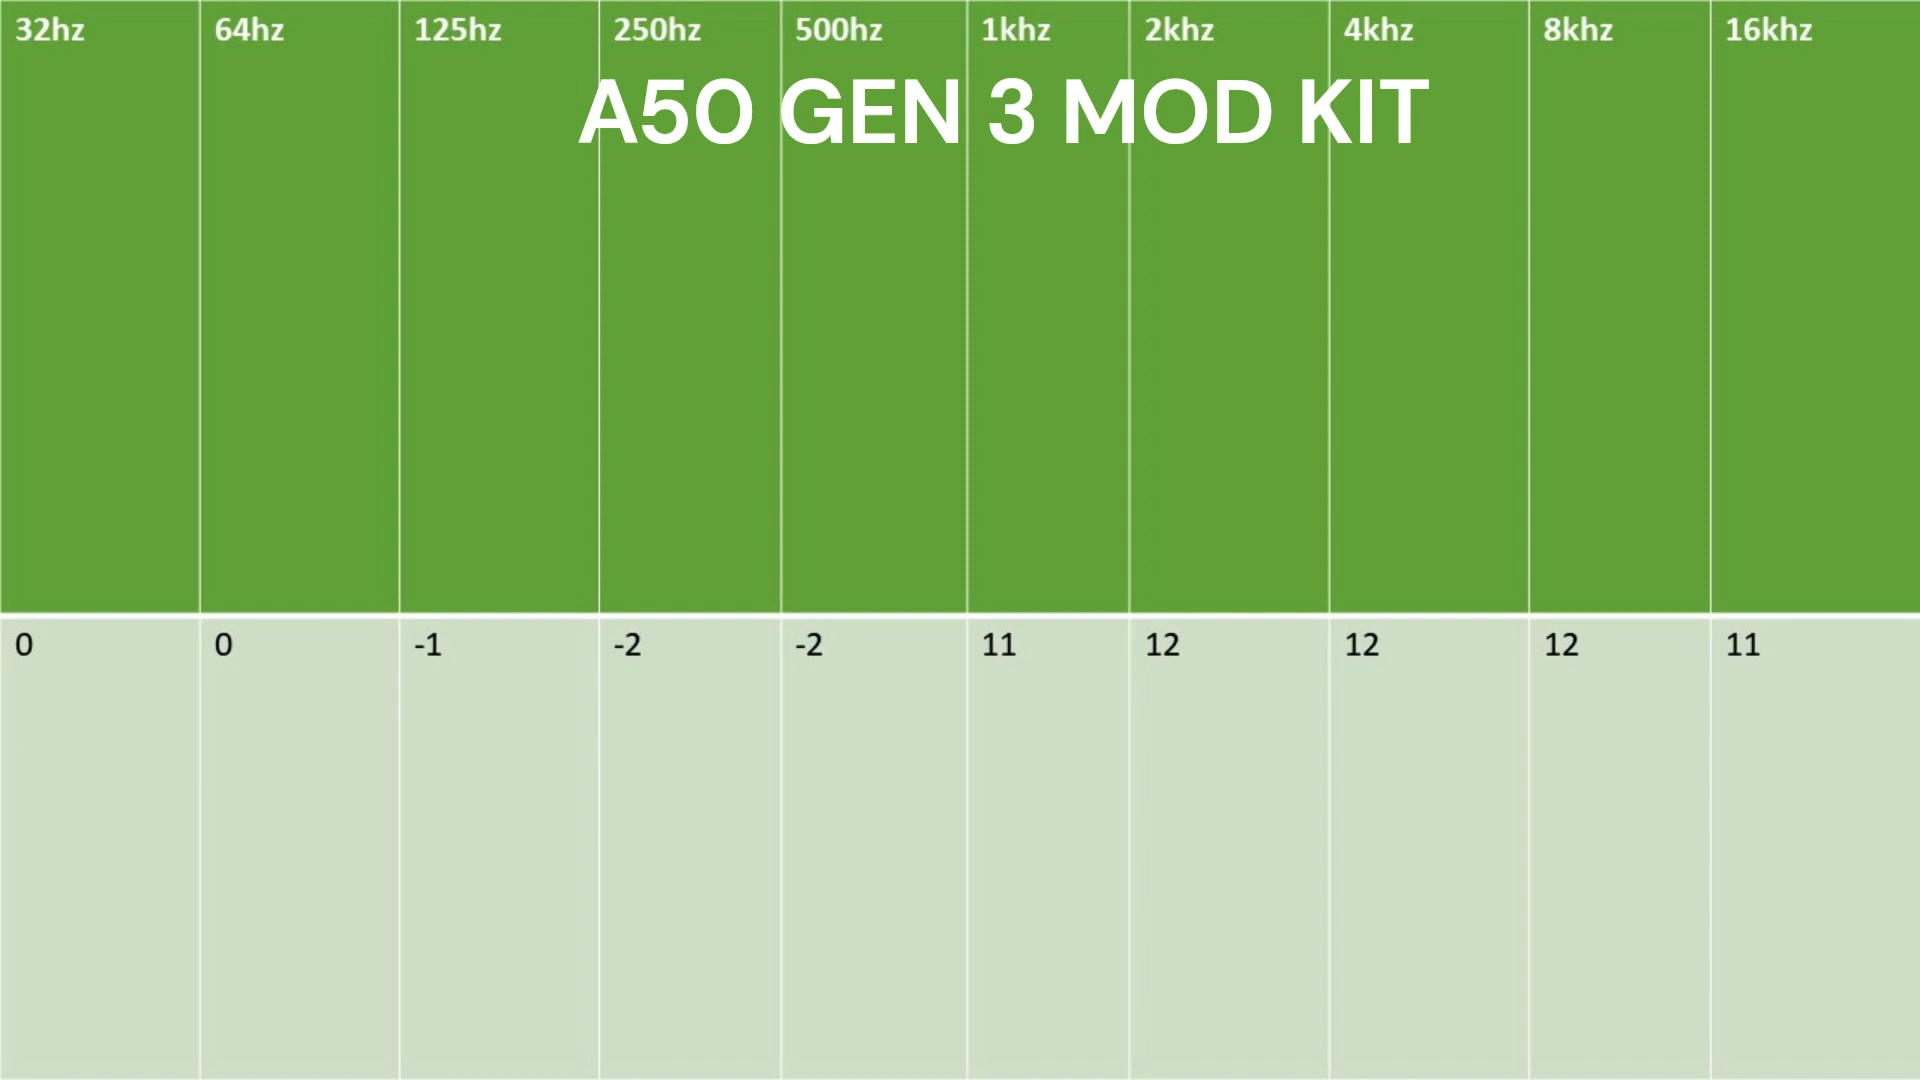 32hz 64hz 125hz 250hz 500hz 1khz 2khz 4khz 8khz 16khz
A50 GEN 3 MOD KIT
0 0 -1 -2 -2 11 12 12 12 11